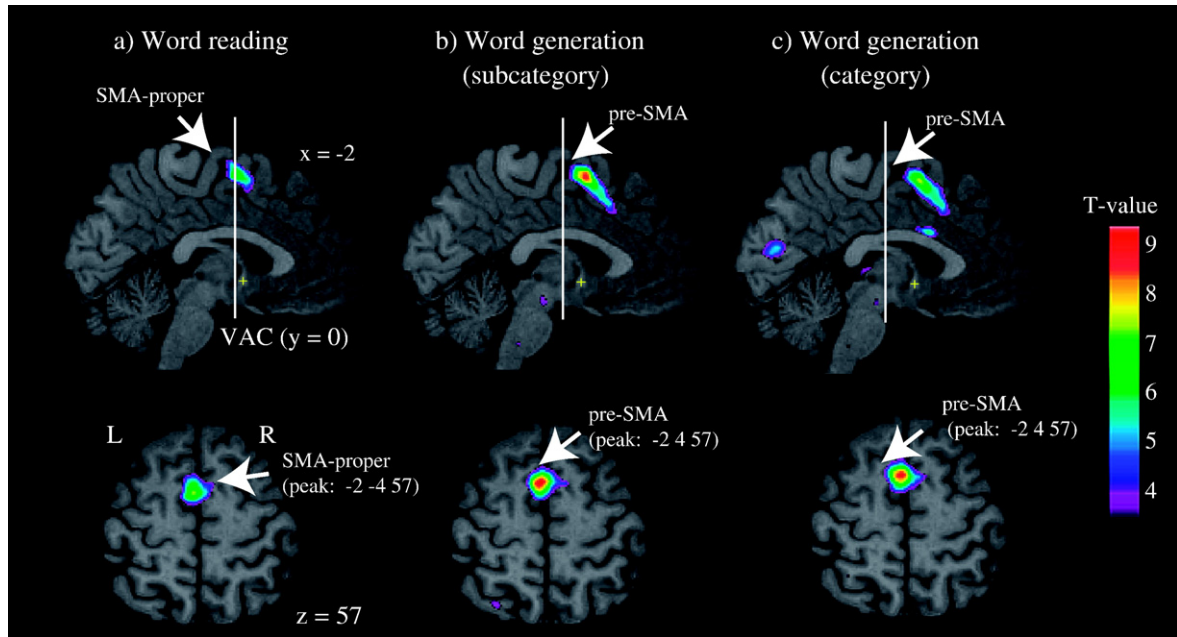 a) Word reading
b) Word generation
(subcategory)
c) Word generation
(category)
SMA-proper
x = -2
pre-SMA
pre-SMA
VAC (y = 0)
T-value
9
8
7
6
5
4
L
R
SMA-proper
(peak:  -2 -4 57)
z = 57
pre-SMA
(peak:  -2 4 57)
pre-SMA
(peak:  -2 4 57)